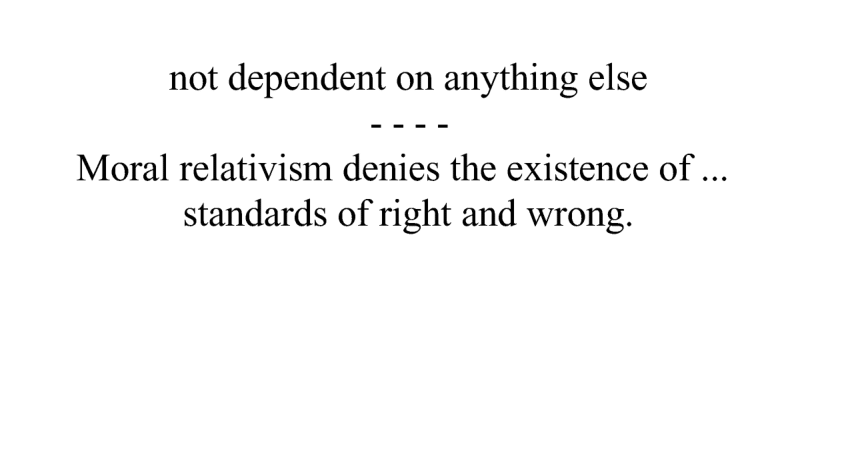 not dependent on anything else
- - - -
Moral relativism denies the existence of ...
standards of right and wrong.